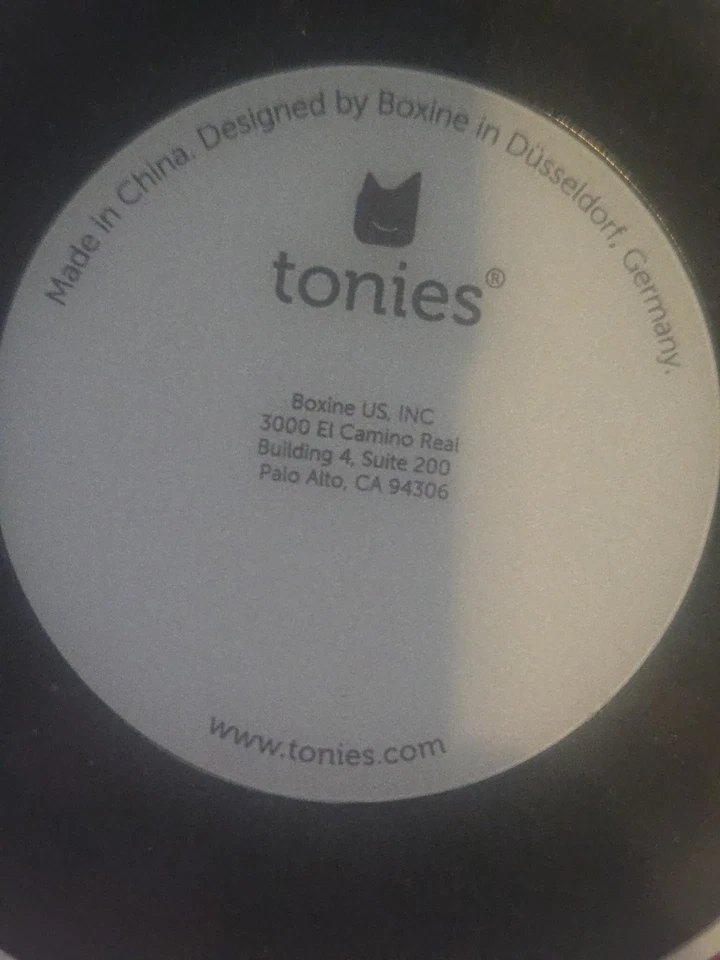 Made in China. Designed by Boxine in Düsseldorf, Germany.
tonies®
Boxine US, INC
3000 El Camino Real
Building 4, Suite 200
Palo Alto, CA 94306
www.tonies.com